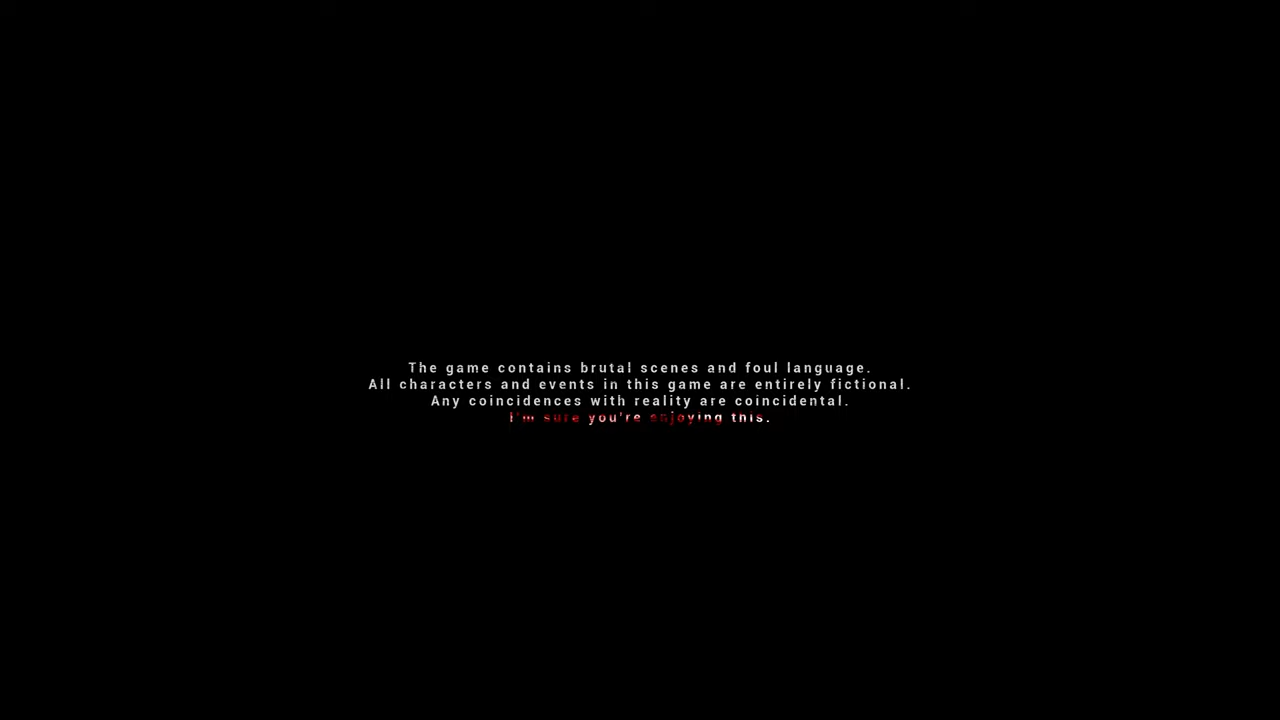 The game contains brutal scenes and foul language.
All characters and events in this game are entirely fictional.
Any coincidences with reality are coincidental.
I'm sure you're enjoying this.